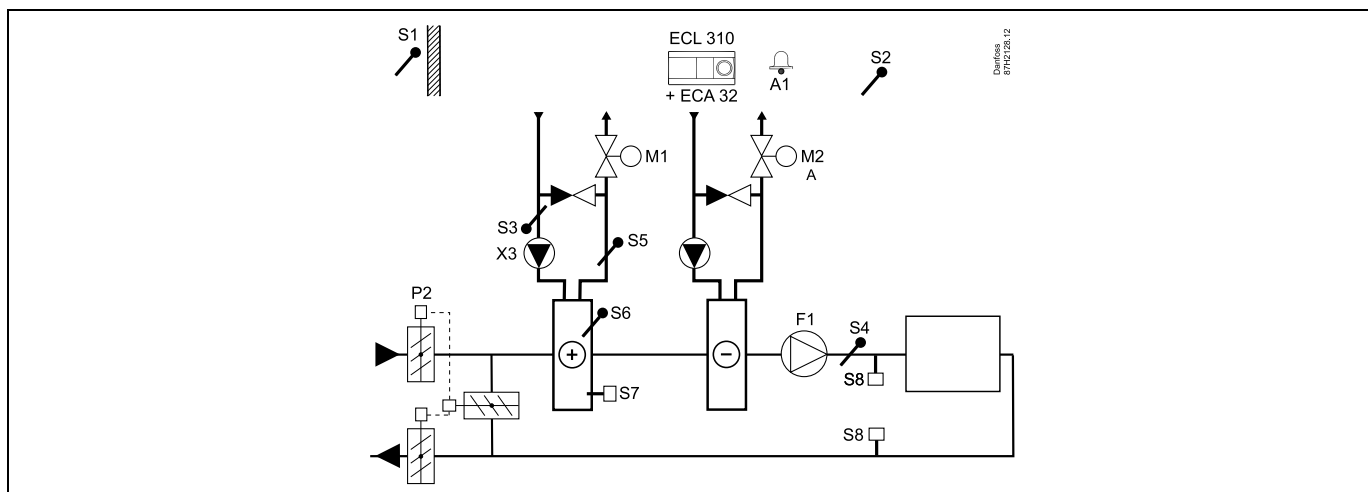 S1
ECL 310
+ ECA 32
A1
S2
Danfoss
87H2128.12
M1
M2
A
S3
S5
X3
P2
S6
F1
S4
+
−
S8
S7
S8